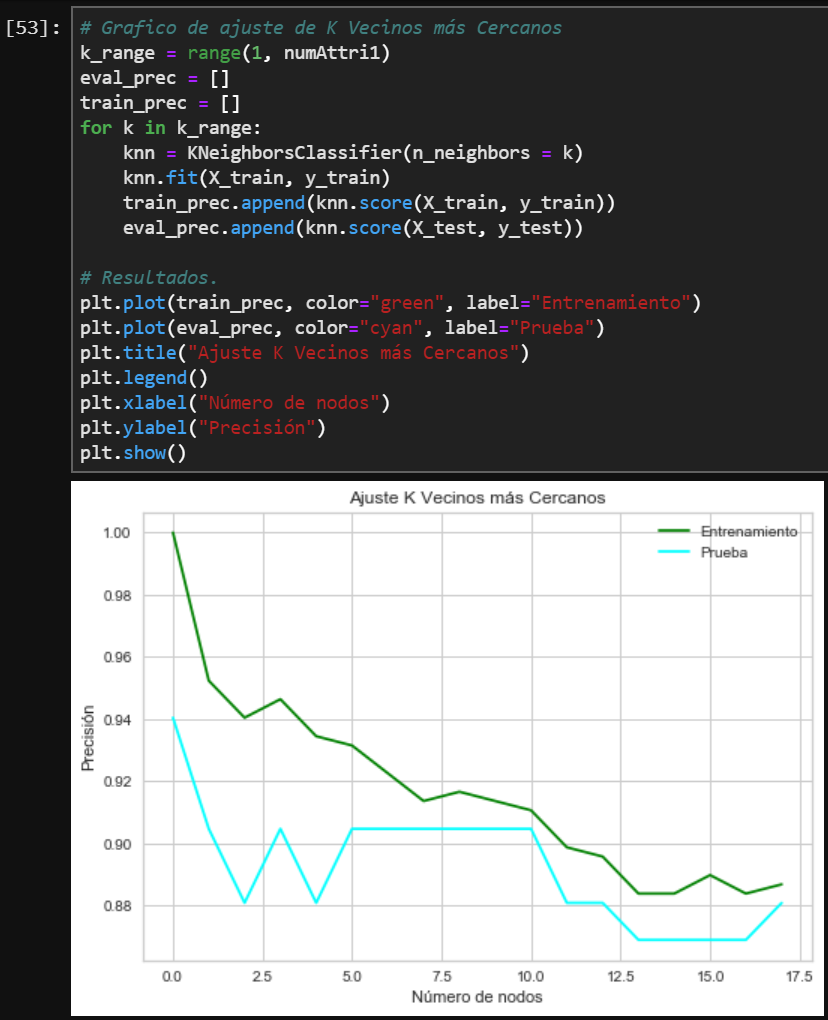 [53]:
# Grafico de ajuste de K Vecinos más Cercanos
k_range = range(1, numAttri1)
eval_prec = []
train_prec = []
for k in k_range:
    knn = KNeighborsClassifier(n_neighbors = k)
    knn.fit(X_train, y_train)
    train_prec.append(knn.score(X_train, y_train))
    eval_prec.append(knn.score(X_test, y_test))

# Resultados.
plt.plot(train_prec, color="green", label="Entrenamiento")
plt.plot(eval_prec, color="cyan", label="Prueba")
plt.title("Ajuste K Vecinos más Cercanos")
plt.legend()
plt.xlabel("Número de nodos")
plt.ylabel("Precisión")
plt.show()
Ajuste K Vecinos más Cercanos
Entrenamiento
Prueba
Precisión
1.00
0.98
0.96
0.94
0.92
0.90
0.88
0.0 2.5 5.0 7.5 10.0 12.5 15.0 17.5
Número de nodos